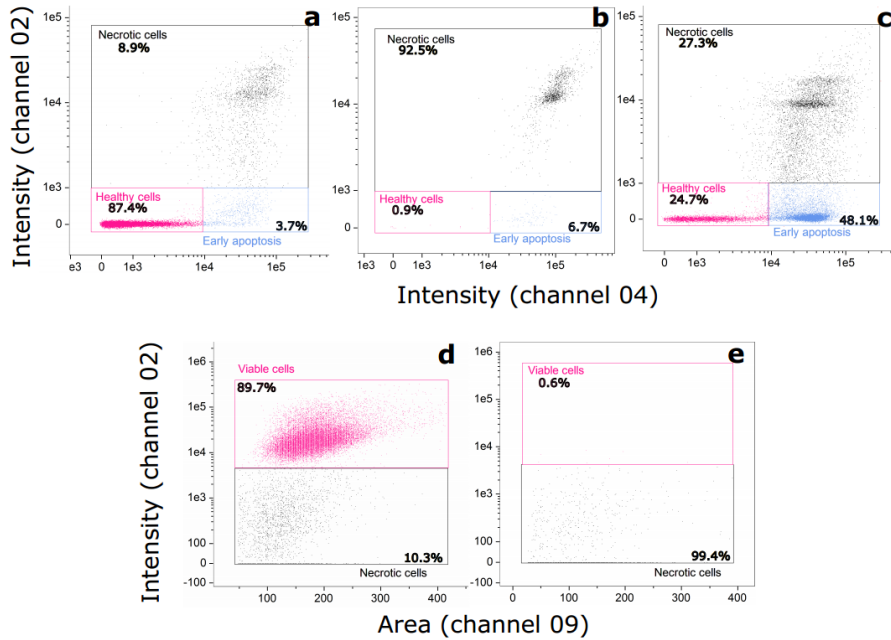 a
b
c
Intensity (channel 02)
1e5
1e4
1e3
0
Necrotic cells
8.9%
Healthy cells
87.4%
3.7%
Early apoptosis
e3
0
1e3
1e4
1e5
1e5
1e4
1e3
0
Necrotic cells
92.5%
Healthy cells
0.9%
6.7%
Early apoptosis
1e3
0
1e3
1e4
1e5
1e5
1e4
1e3
0
Necrotic cells
27.3%
Healthy cells
24.7%
48.1%
Early apoptosis
e3
0
1e3
1e4
1e5
Intensity (channel 04)
d
e
Intensity (channel 02)
1e6
1e5
1e4
1e3
100
0
-100
Viable cells
89.7%
10.3%
Necrotic cells
100
200
300
400
1e6
1e5
1e4
1e3
100
0
-100
Viable cells
0.6%
99.4%
Necrotic cells
0
100
200
300
400
Area (channel 09)